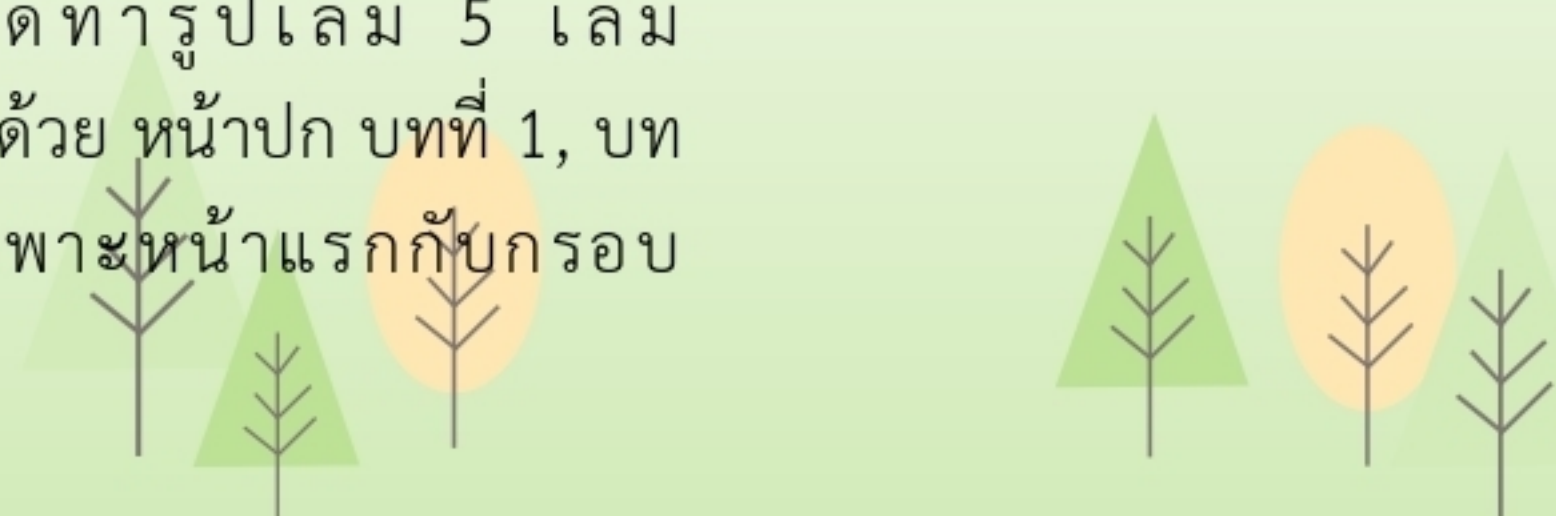 ดทำรูปเล่ม 5 เล่ม
ด้วย หน้าปก บทที่ 1, บท
พาะหน้าแรกกับกรอบ